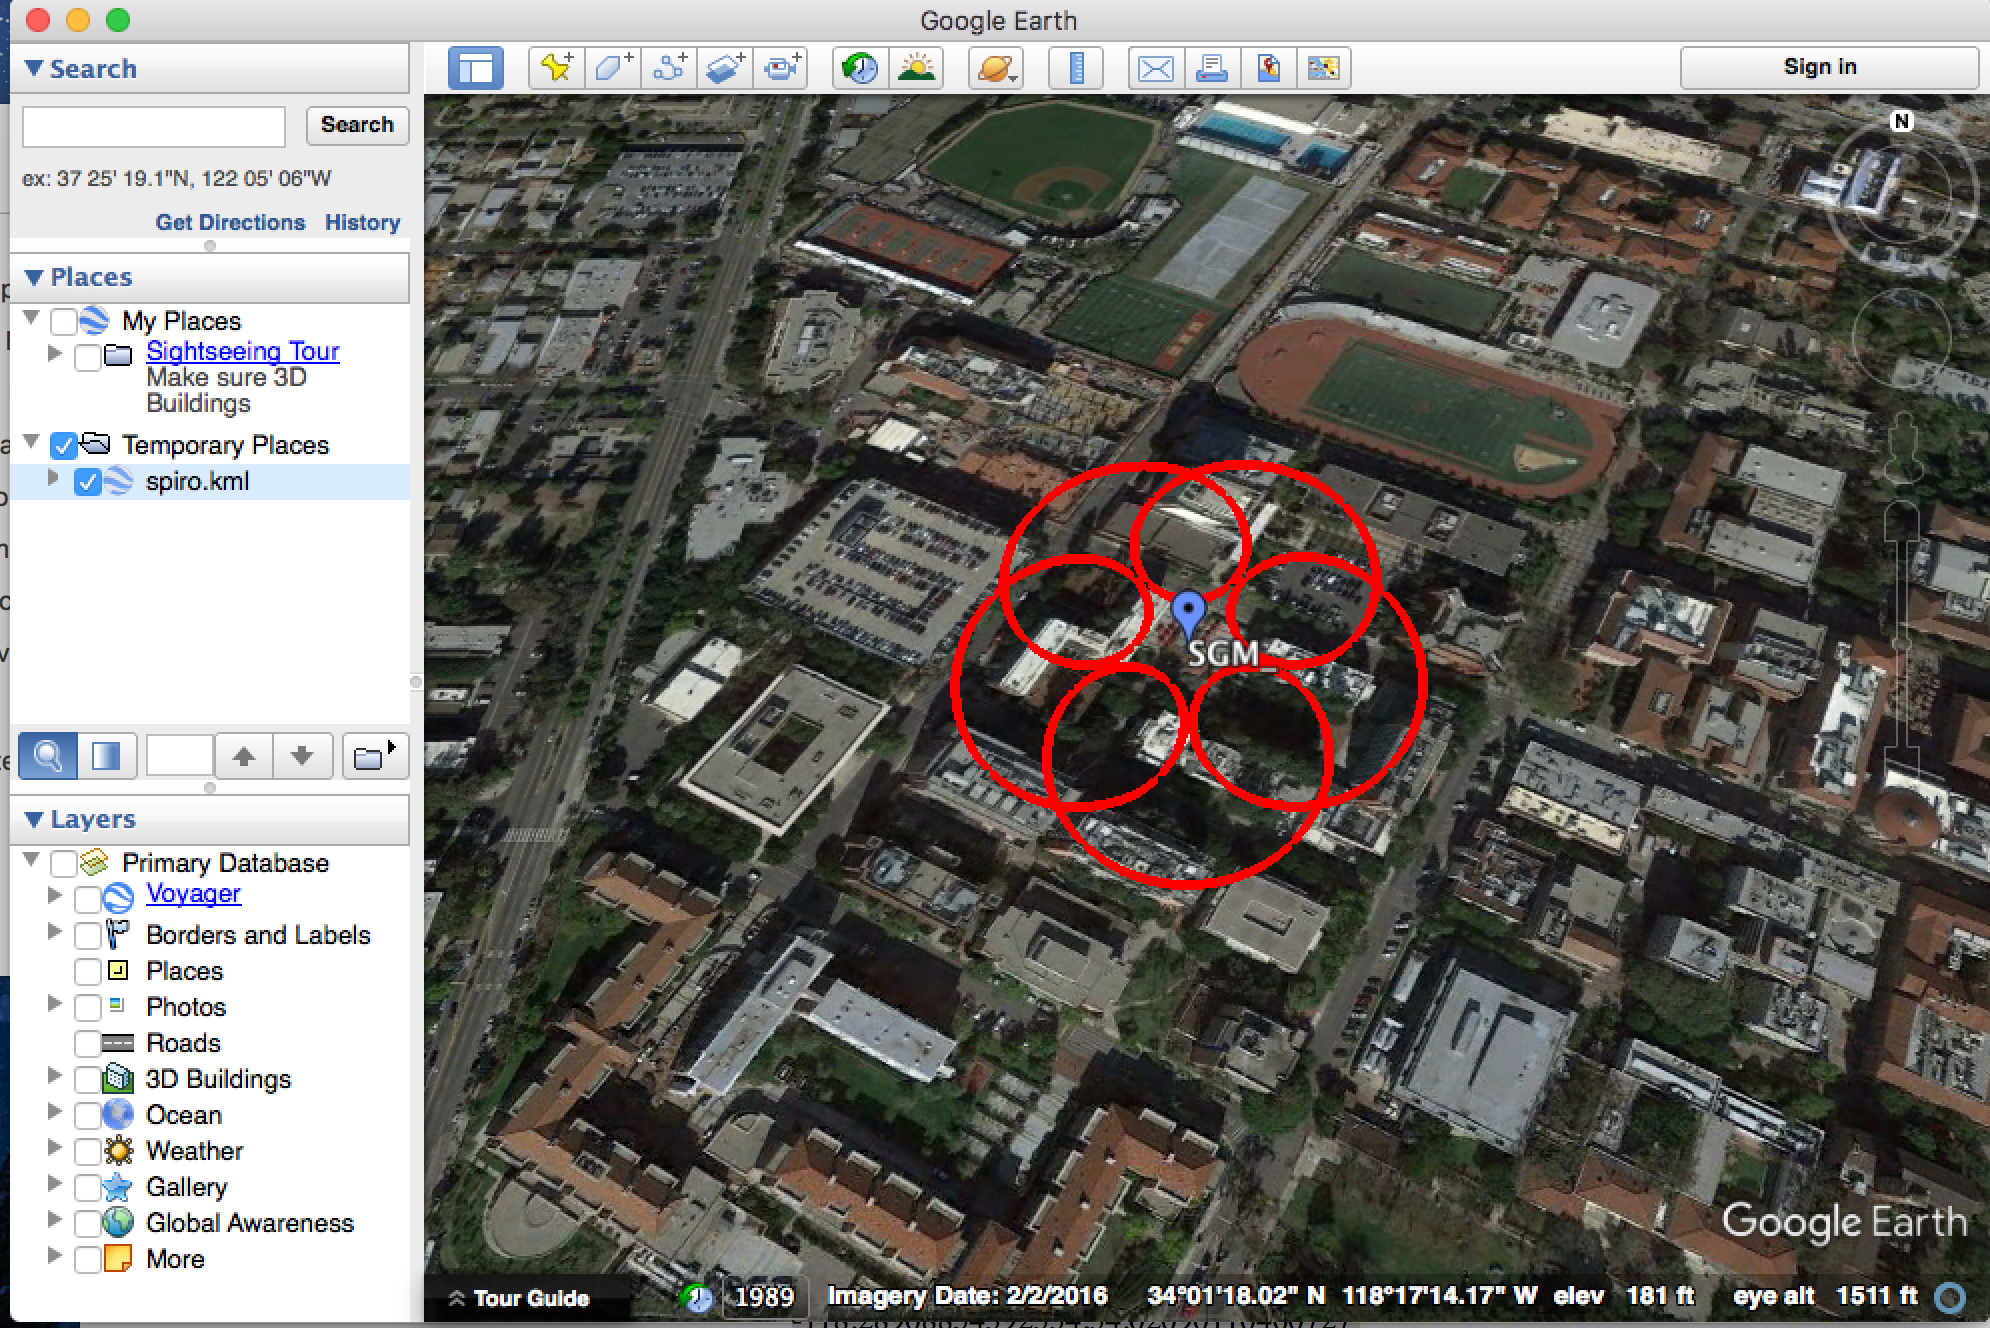 Google Earth
Search
Sign in
Search
ex: 37 25' 19.1"N, 122 05' 06"W
Get Directions History
Places
My Places
Sightseeing Tour
Make sure 3D
Buildings
Temporary Places
spiro.kml
Layers
Primary Database
Voyager
Borders and Labels
Places
Photos
Roads
3D Buildings
Ocean
Weather
Gallery
Global Awareness
More
N
SGM
Google Earth
Tour Guide
1989
Imagery Date: 2/2/2016 34°01'18.02" N 118°17'14.17" W elev 181 ft eye alt 1511 ft